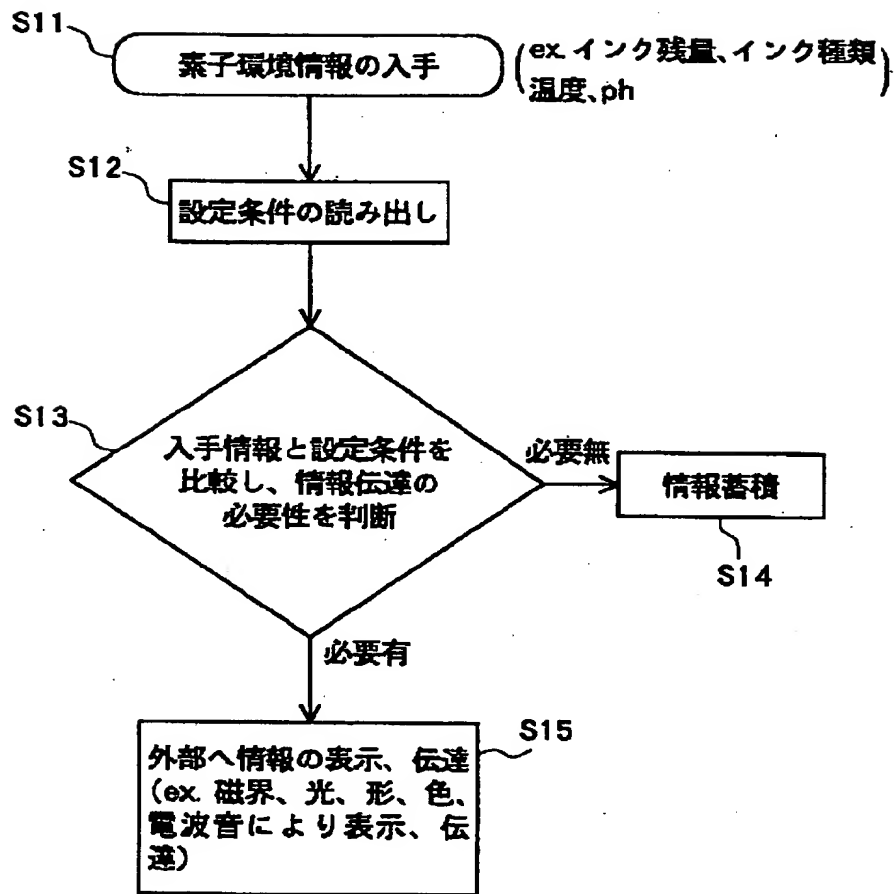 S11
素子環境情報の入手
(ex. インク残量、インク種類
温度、ph)
S12
設定条件の読み出し
S13
入手情報と設定条件を
比較し、情報伝達の
必要性を判断
必要無
情報蓄積
S14
必要有
S15
外部へ情報の表示、伝達
(ex. 磁界、光、形、色、
電波音により表示、伝
達)